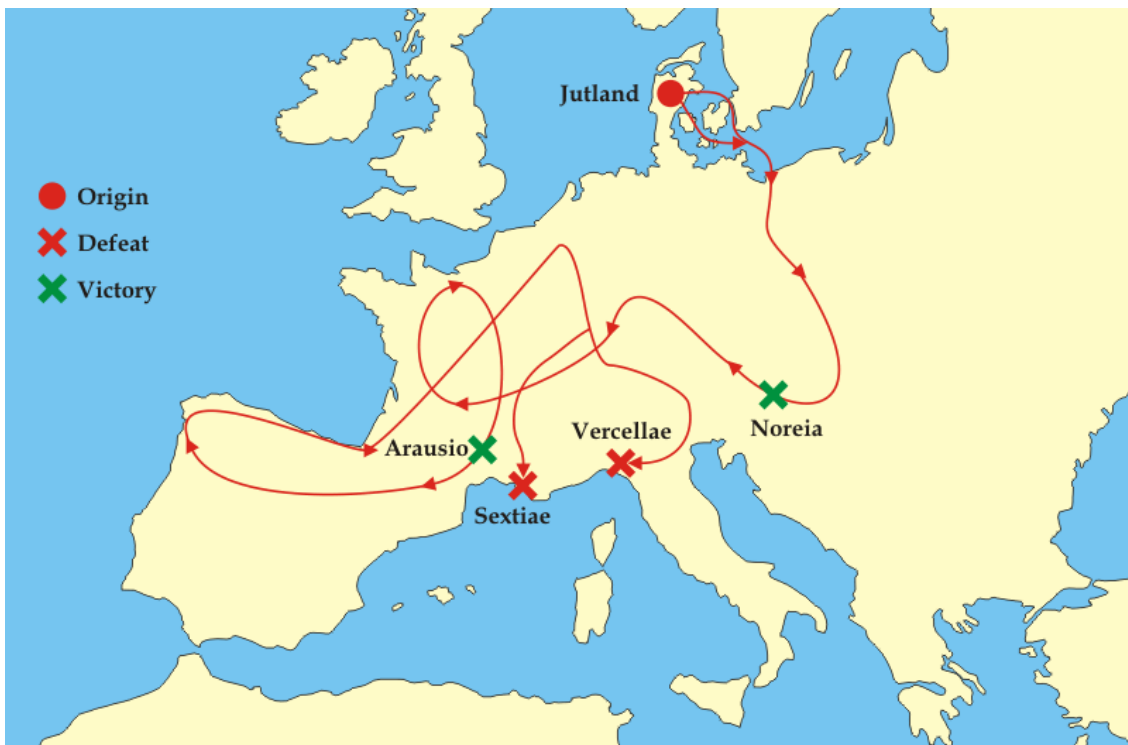 Jutland
Origin
Defeat
Victory
Vercellae
Noreia
Arausio
Sextiae